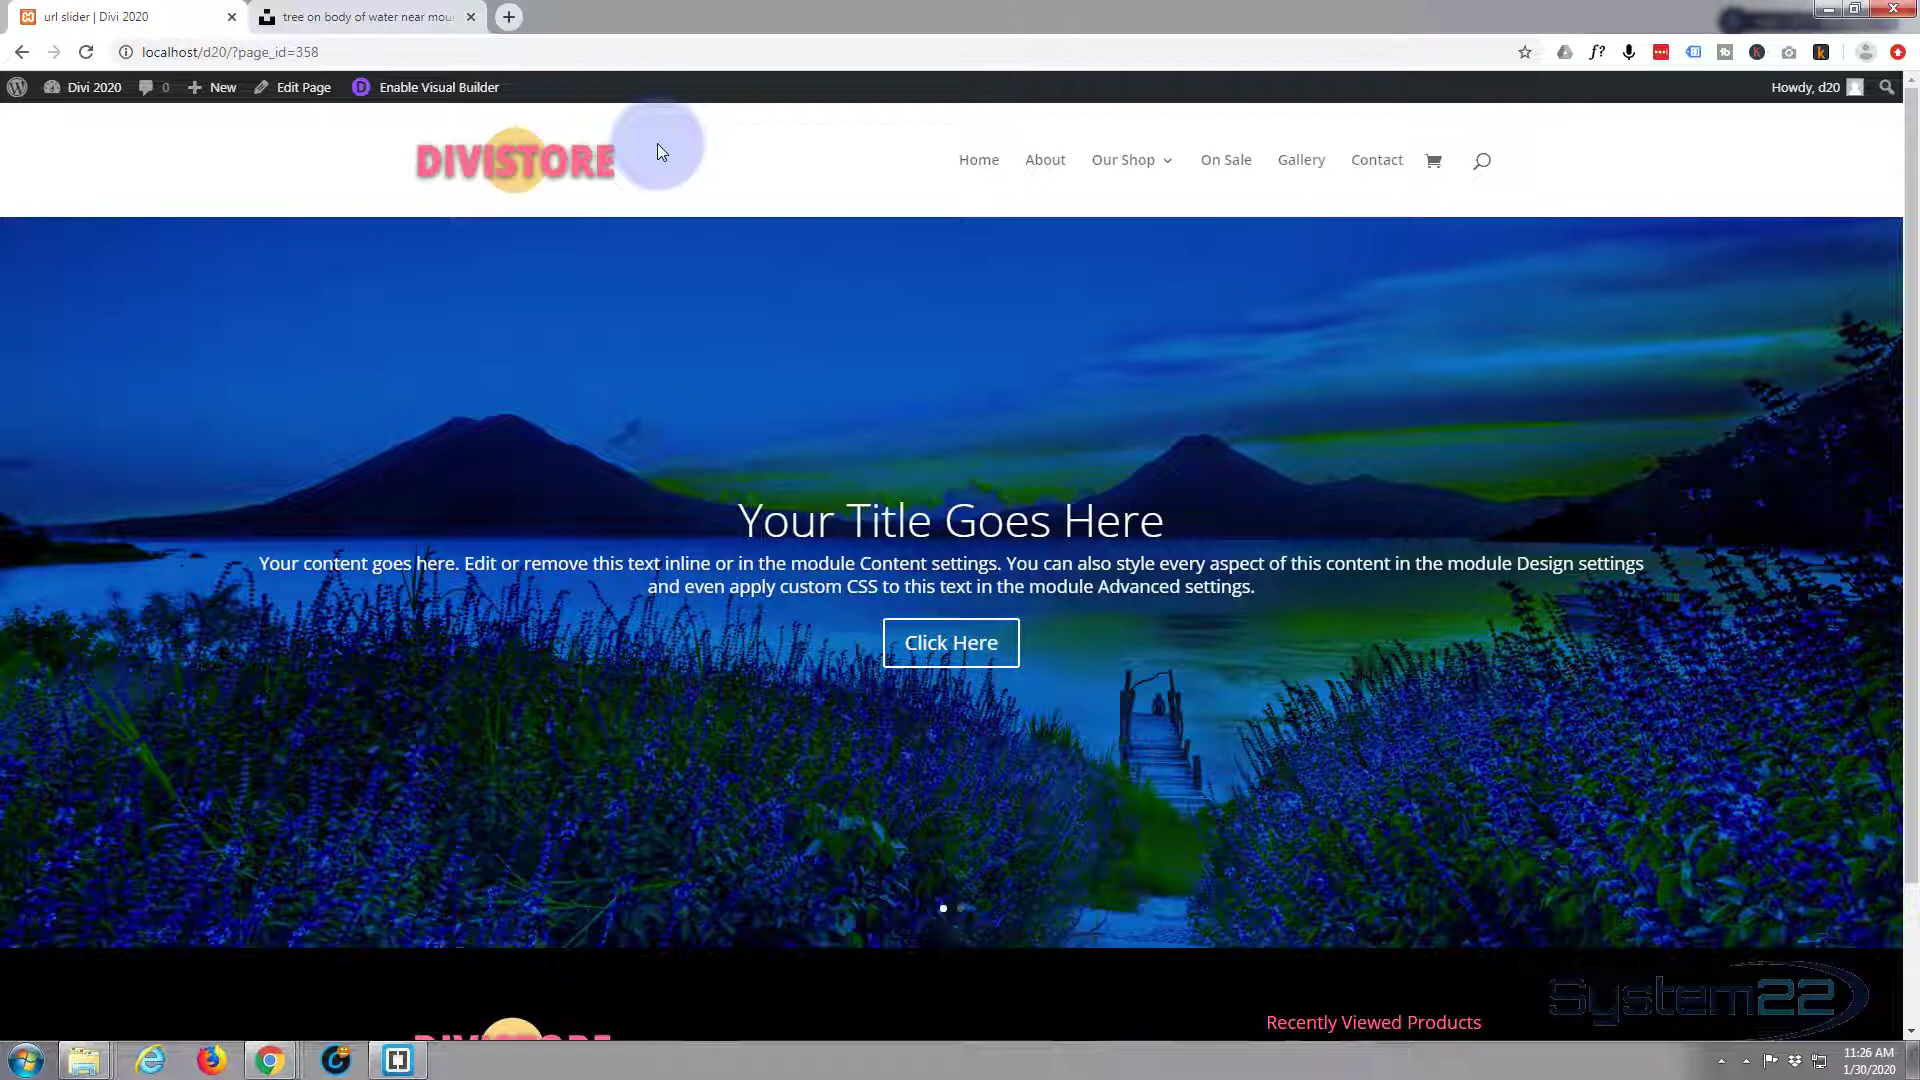 url slider | Divi 2020
tree on body of water near mou
localhost/d20/?page_id=358
Divi 2020
0
New
Edit Page
Enable Visual Builder
Howdy, d20
DIVISTORE
Home
About
Our Shop
On Sale
Gallery
Contact
Your Title Goes Here
Your content goes here. Edit or remove this text inline or in the module Content settings. You can also style every aspect of this content in the module Design settings
and even apply custom CSS to this text in the module Advanced settings.
Click Here
System22
Recently Viewed Products
DIVISTORE
11:26 AM
1/30/2020